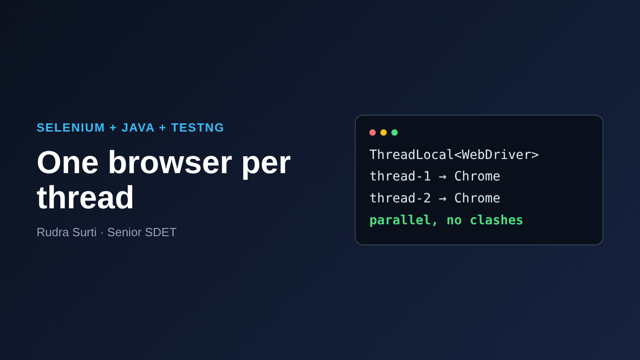 SELENIUM + JAVA + TESTNG
One browser per
thread
Rudra Surti · Senior SDET
ThreadLocal<WebDriver>
thread-1 → Chrome
thread-2 → Chrome
parallel, no clashes